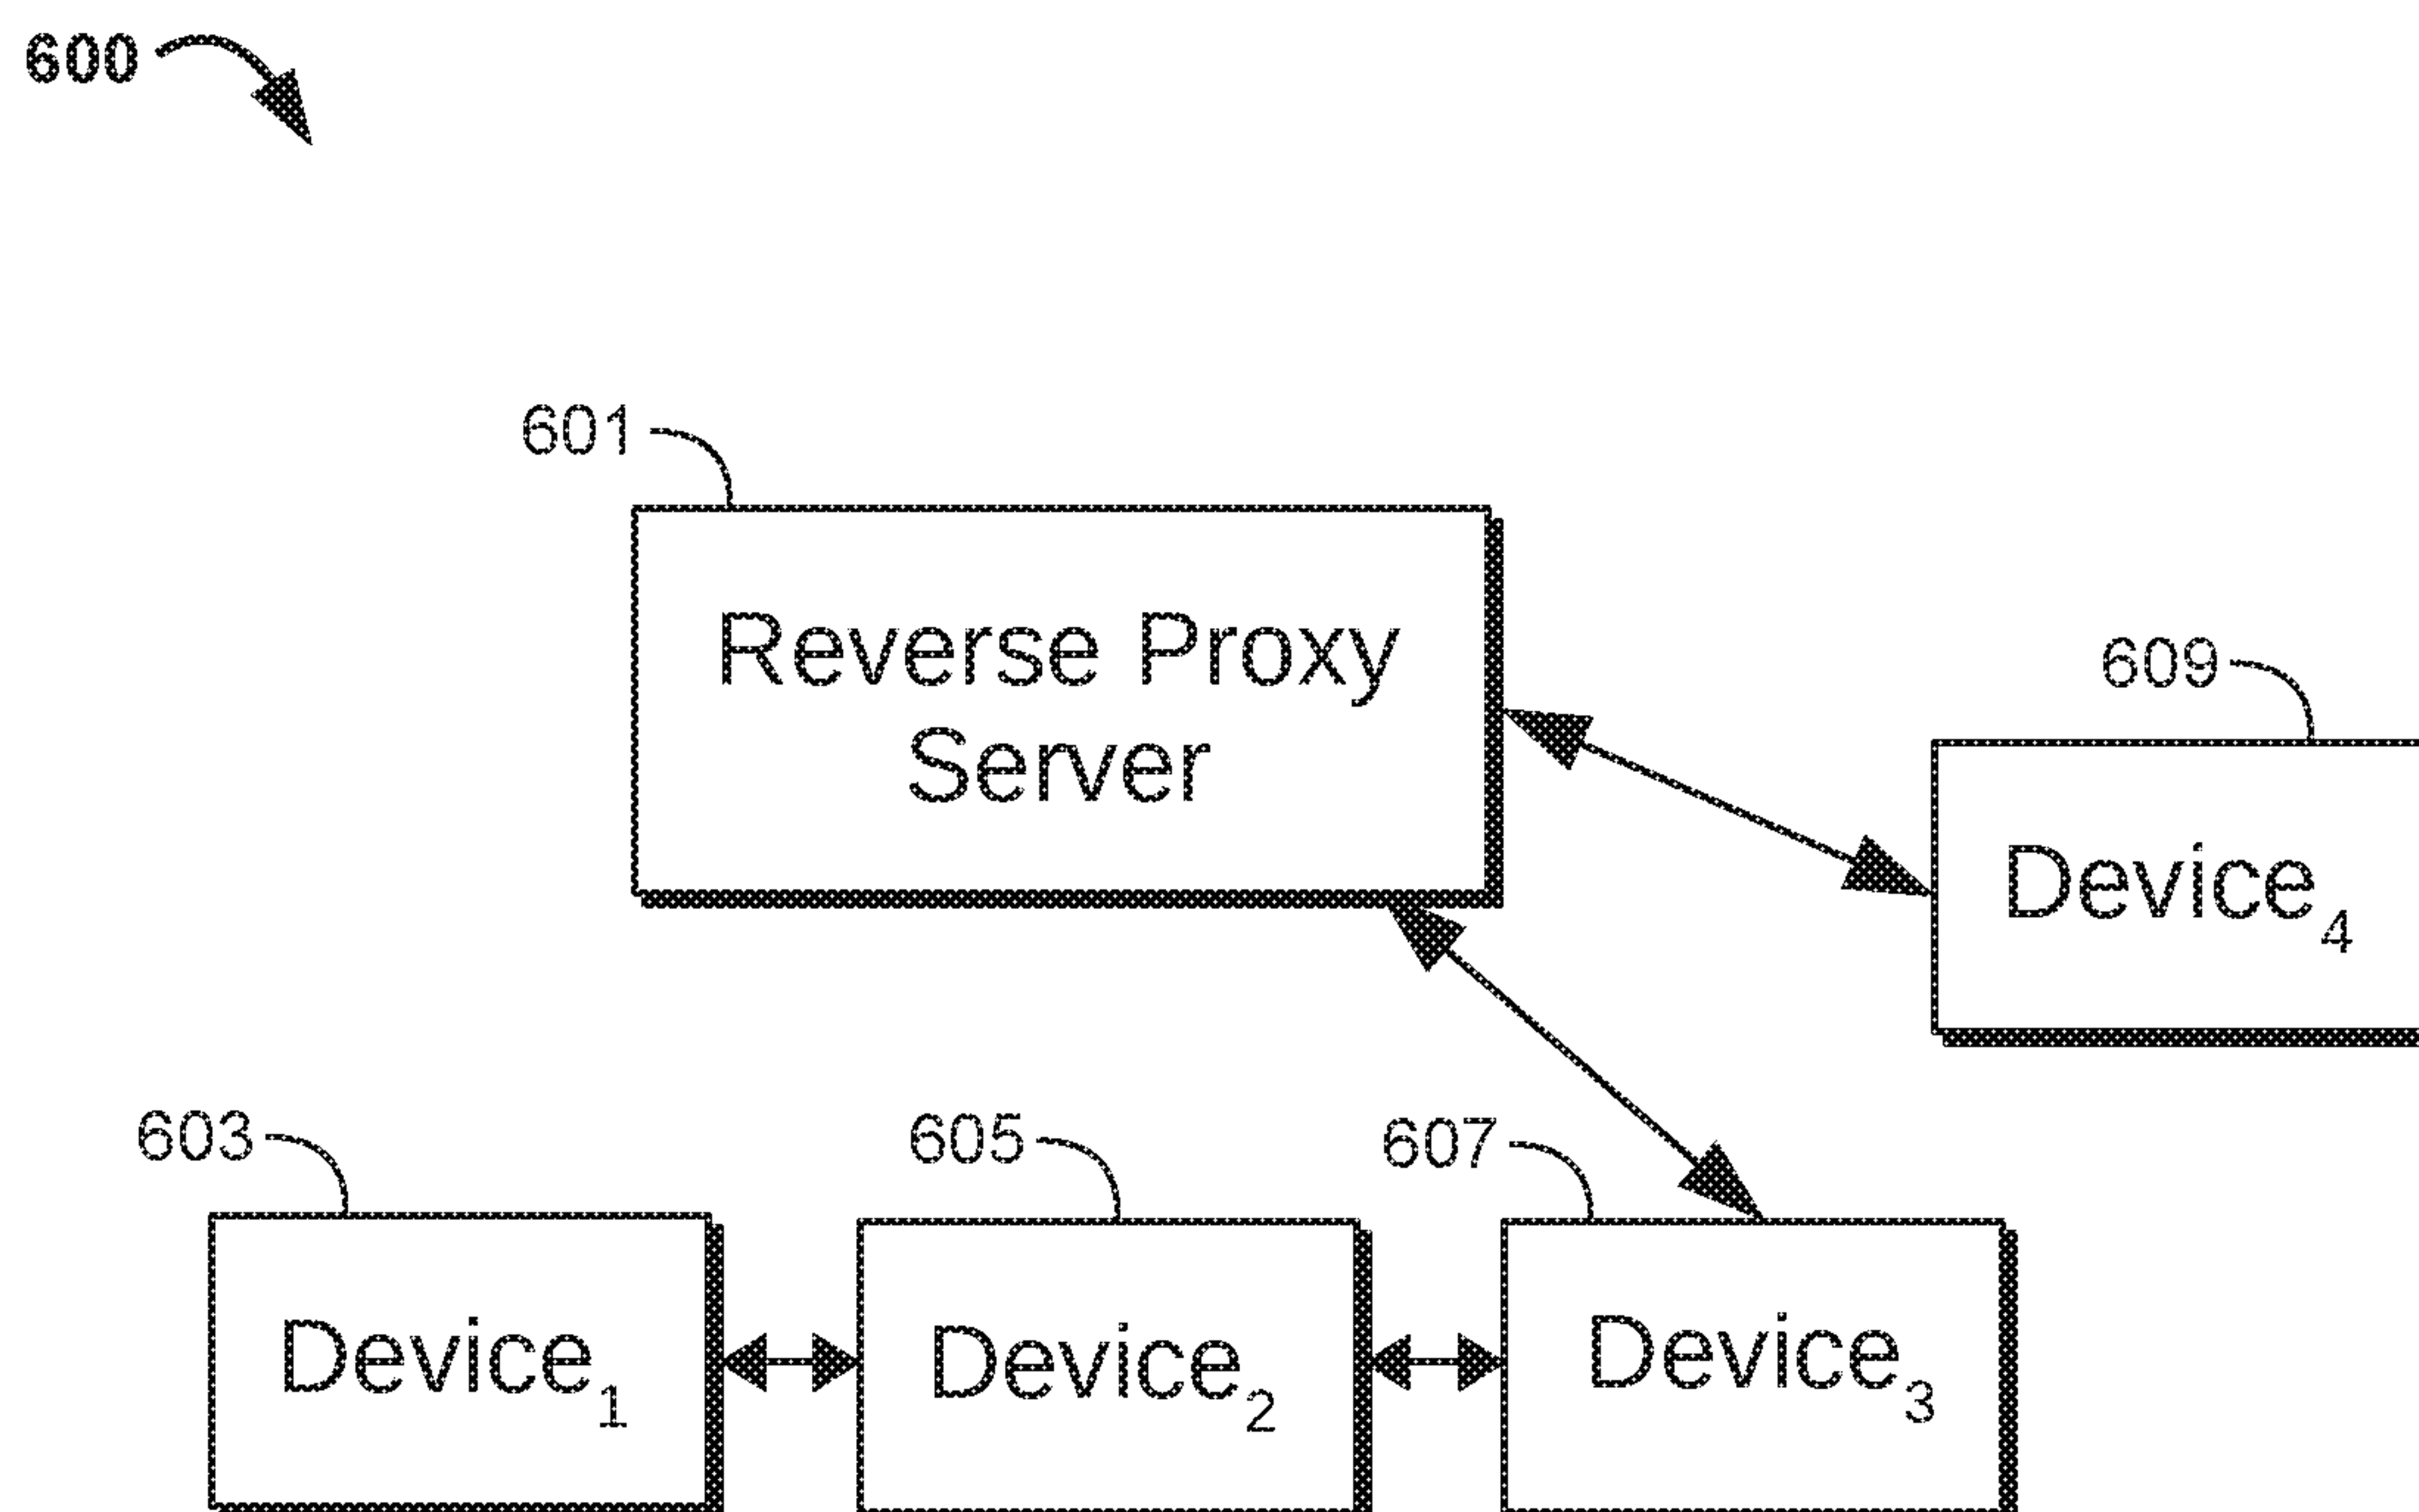 600
601
Reverse Proxy
Server
609
Device4
603
605
607
Device1
Device2
Device3